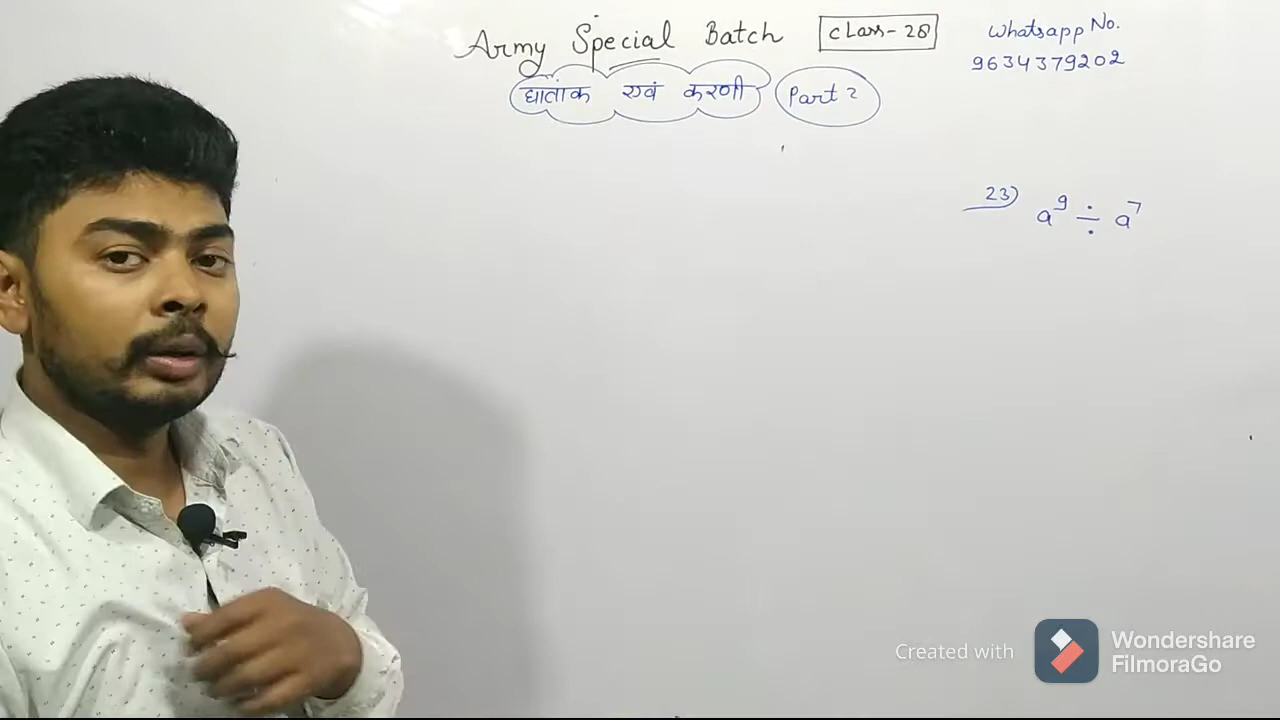 Army Special Batch class-28
Whatsapp No.
9634379202
घातांक एवं करणी Part 2
23) a⁹ ÷ a⁷
Created with Wondershare FilmoraGo